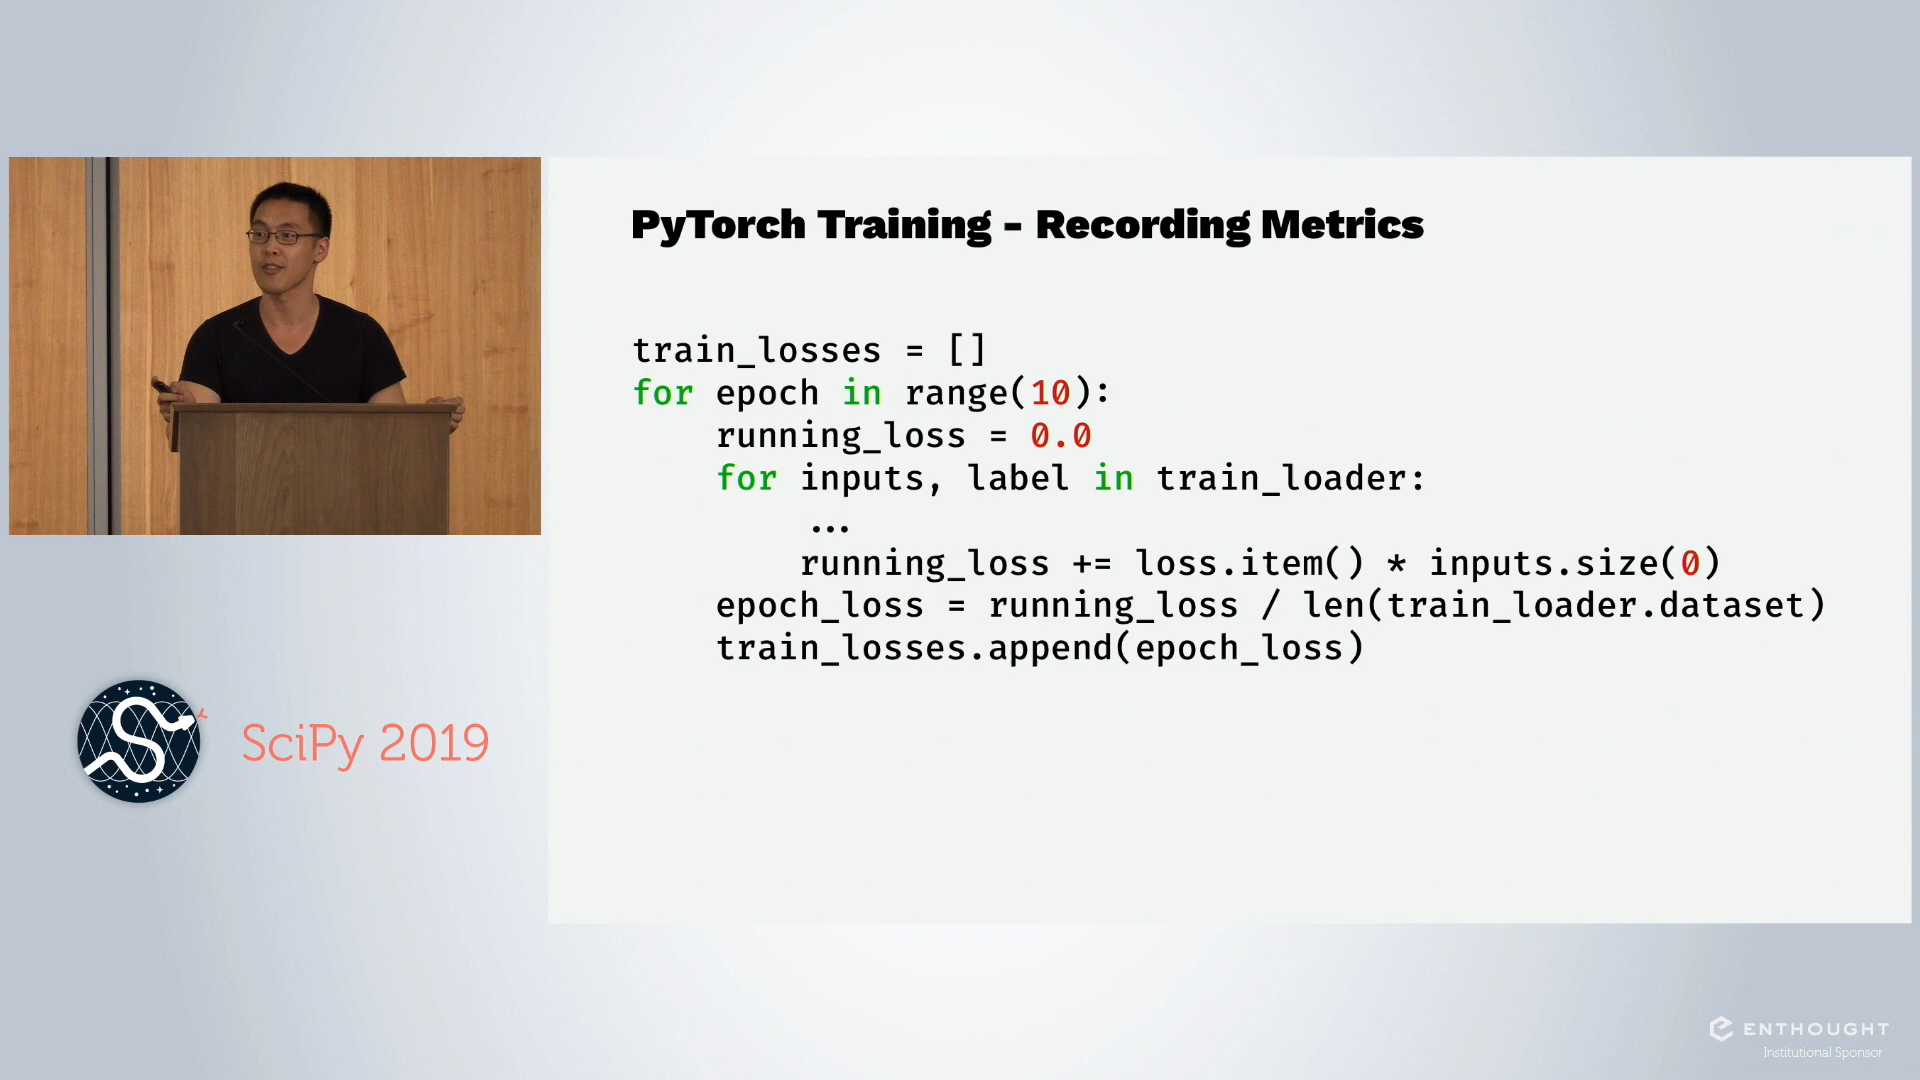 PyTorch Training - Recording Metrics
train_losses = []
for epoch in range(10):
    running_loss = 0.0
    for inputs, label in train_loader:
        ...
        running_loss += loss.item() * inputs.size(0)
    epoch_loss = running_loss / len(train_loader.dataset)
    train_losses.append(epoch_loss)
SciPy 2019
ENTHOUGHT
Institutional Sponsor